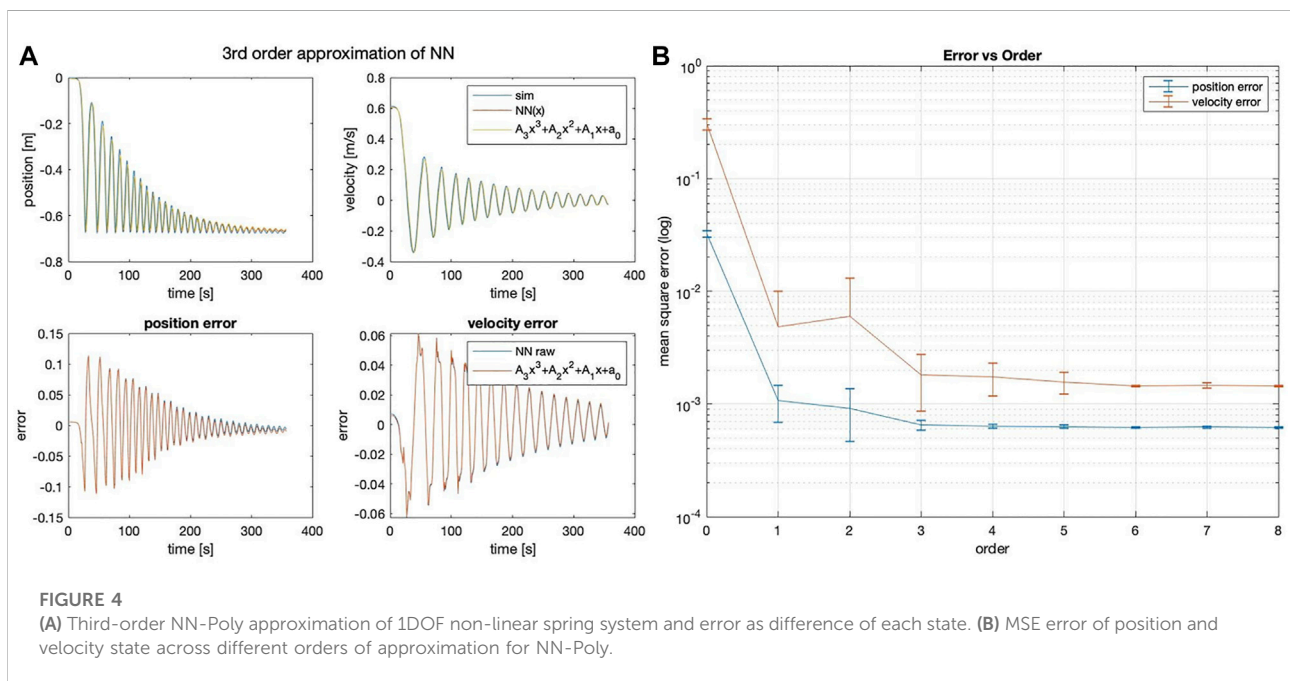 A
3rd order approximation of NN
0
-0.2
-0.4
-0.6
-0.8
position [m]
0 100 200 300 400
time [s]
0.8
0.6
0.4
0.2
0
-0.2
-0.4
velocity [m/s]
sim
NN(x)
A₃x³+A₂x²+A₁x+a₀
0 100 200 300 400
time [s]
position error
0.15
0.1
0.05
0
-0.05
-0.1
-0.15
error
0 100 200 300 400
time [s]
velocity error
0.06
0.04
0.02
0
-0.02
-0.04
-0.06
error
NN raw
A₃x³+A₂x²+A₁x+a₀
0 100 200 300 400
time [s]
B
Error vs Order
10⁰
10⁻¹
10⁻²
10⁻³
10⁻⁴
mean square error (log)
position error
velocity error
0 1 2 3 4 5 6 7 8
order
FIGURE 4
(A) Third-order NN-Poly approximation of 1DOF non-linear spring system and error as difference of each state. (B) MSE error of position and
velocity state across different orders of approximation for NN-Poly.